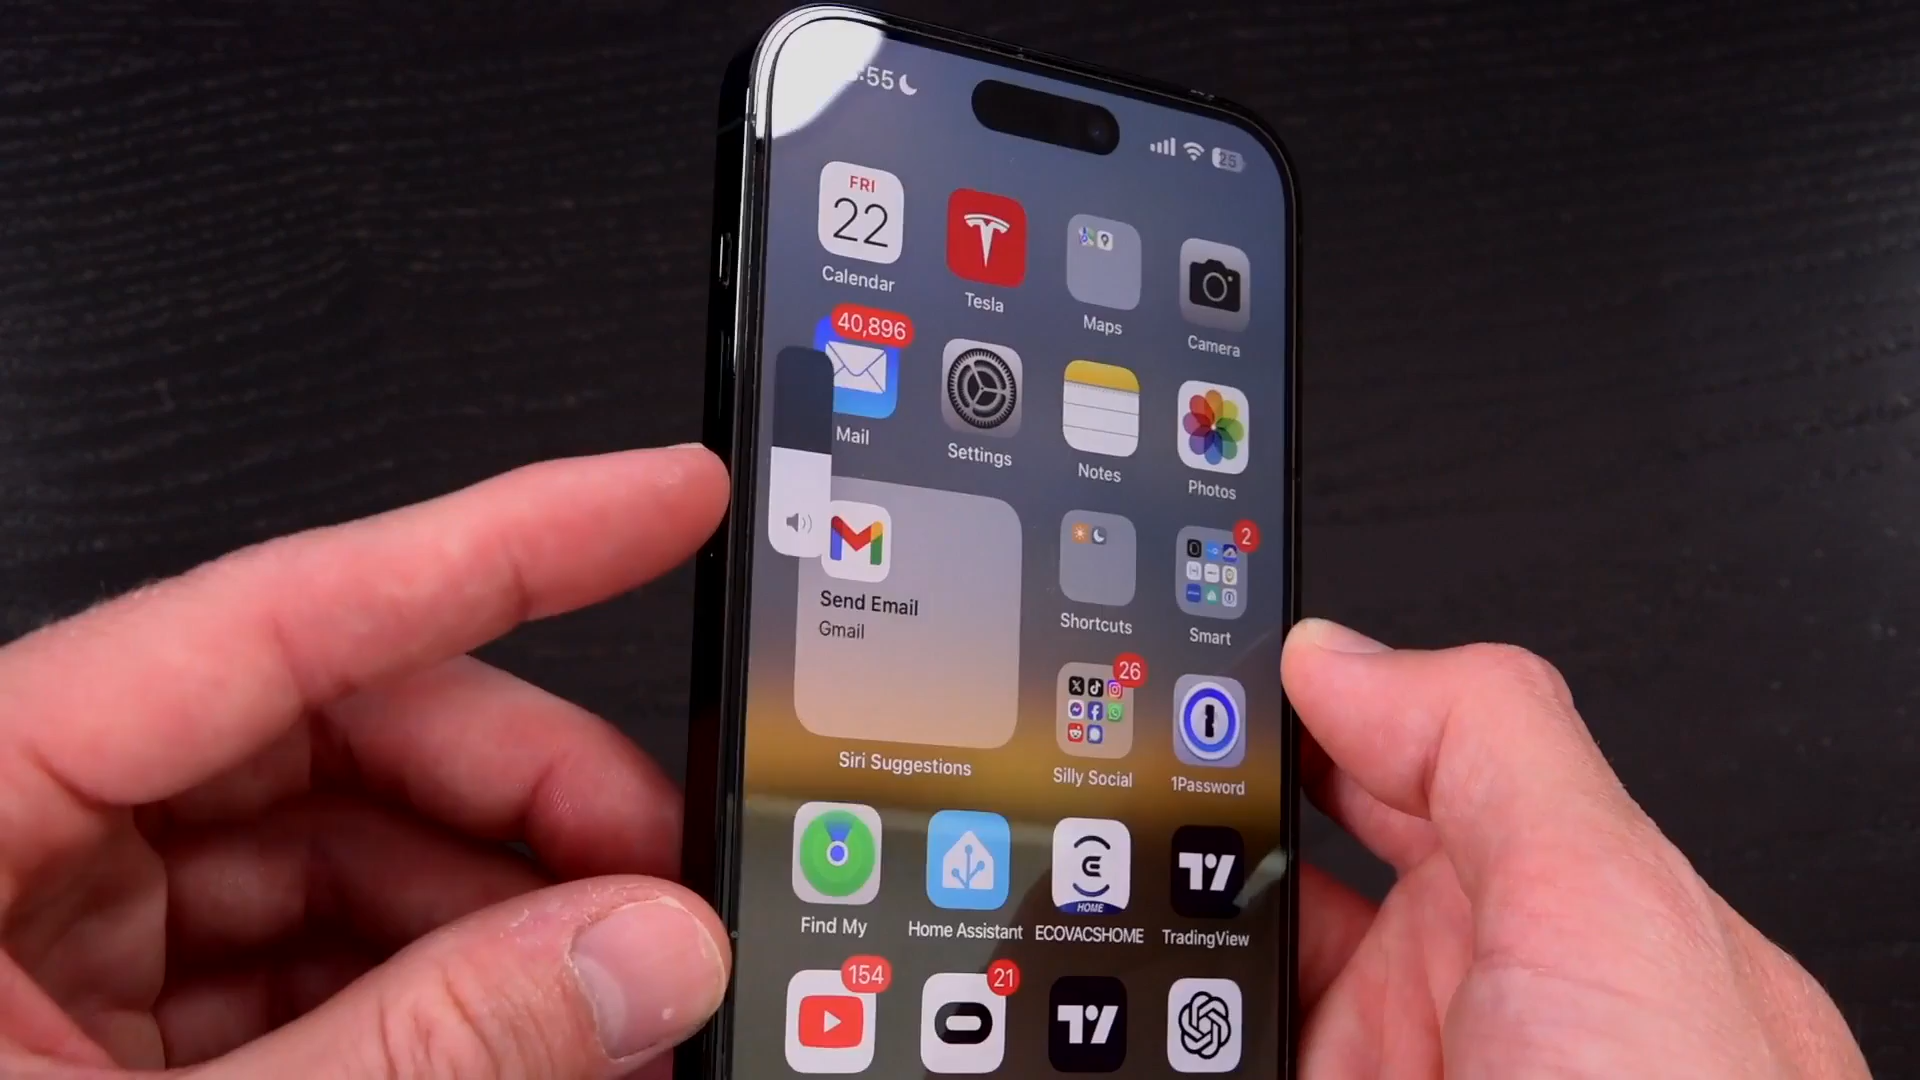 :55
25
FRI
22
Calendar
Tesla
Maps
Camera
40,896
Mail
Settings
Notes
Photos
Send Email
Gmail
Siri Suggestions
Shortcuts
2
Smart
26
Silly Social
1Password
Find My
Home Assistant
HOME
ECOVACSHOME
TradingView
154
21